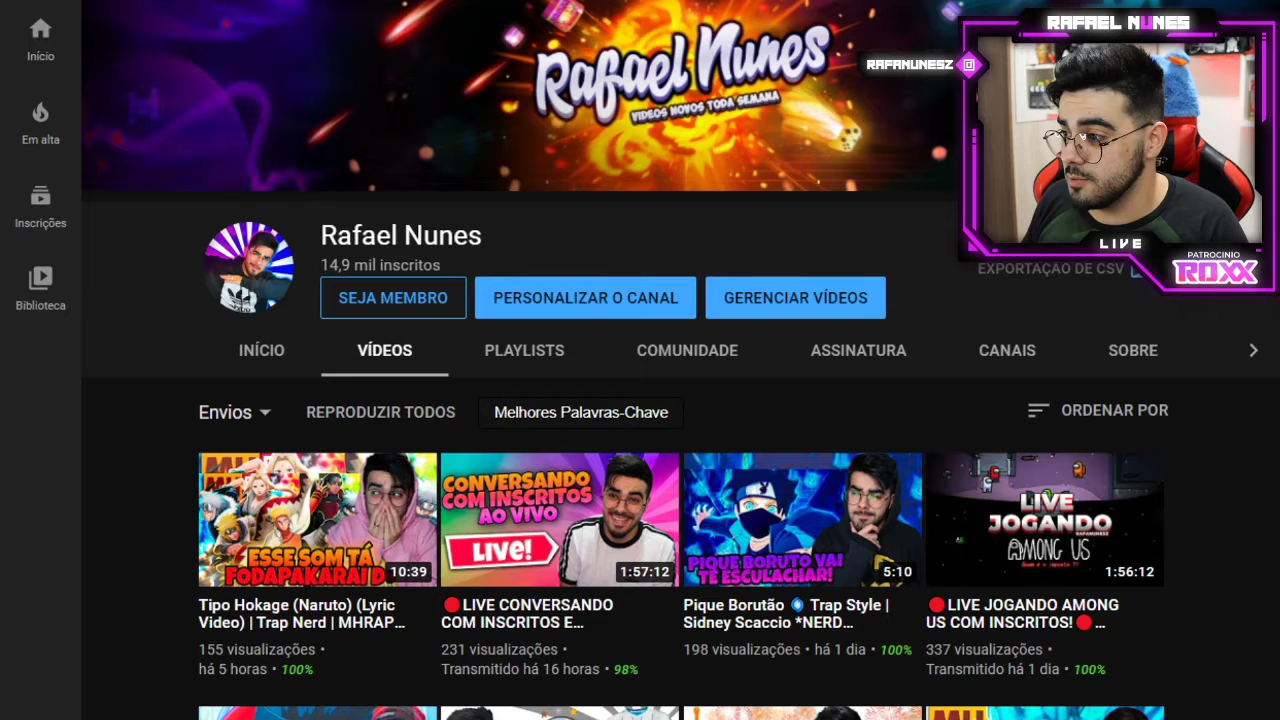 RAFAEL NUNES
RAFANUNESZ
Rafael Nunes
VIDEOS NOVOS TODA SEMANA
LIVE
PATROCINIO
ROXX
Início
Em alta
Inscrições
Biblioteca
Rafael Nunes
14,9 mil inscritos
EXPORTAÇÃO DE CSV
SEJA MEMBRO
PERSONALIZAR O CANAL
GERENCIAR VÍDEOS
INÍCIO
VÍDEOS
PLAYLISTS
COMUNIDADE
ASSINATURA
CANAIS
SOBRE
Envios
REPRODUZIR TODOS
Melhores Palavras-Chave
ORDENAR POR
ESSE SOM TÁ
FODAPAKARAI D
10:39
CONVERSANDO
COM INSCRITOS
AO VIVO
LIVE!
1:57:12
PIQUE BORUTO VAI
TE ESCULACHAR!
5:10
LIVE
JOGANDO
RAFANUNESZ
AMONG US
1:56:12
Tipo Hokage (Naruto) (Lyric
Video) | Trap Nerd | MHRAP...
155 visualizações •
há 5 horas • 100%
🔴LIVE CONVERSANDO
COM INSCRITOS E...
231 visualizações •
Transmitido há 16 horas • 98%
Pique Borutão 🌀 Trap Style |
Sidney Scaccio *NERD...
198 visualizações • há 1 dia • 100%
🔴LIVE JOGANDO AMONG
US COM INSCRITOS!🔴 ...
337 visualizações •
Transmitido há 1 dia • 100%